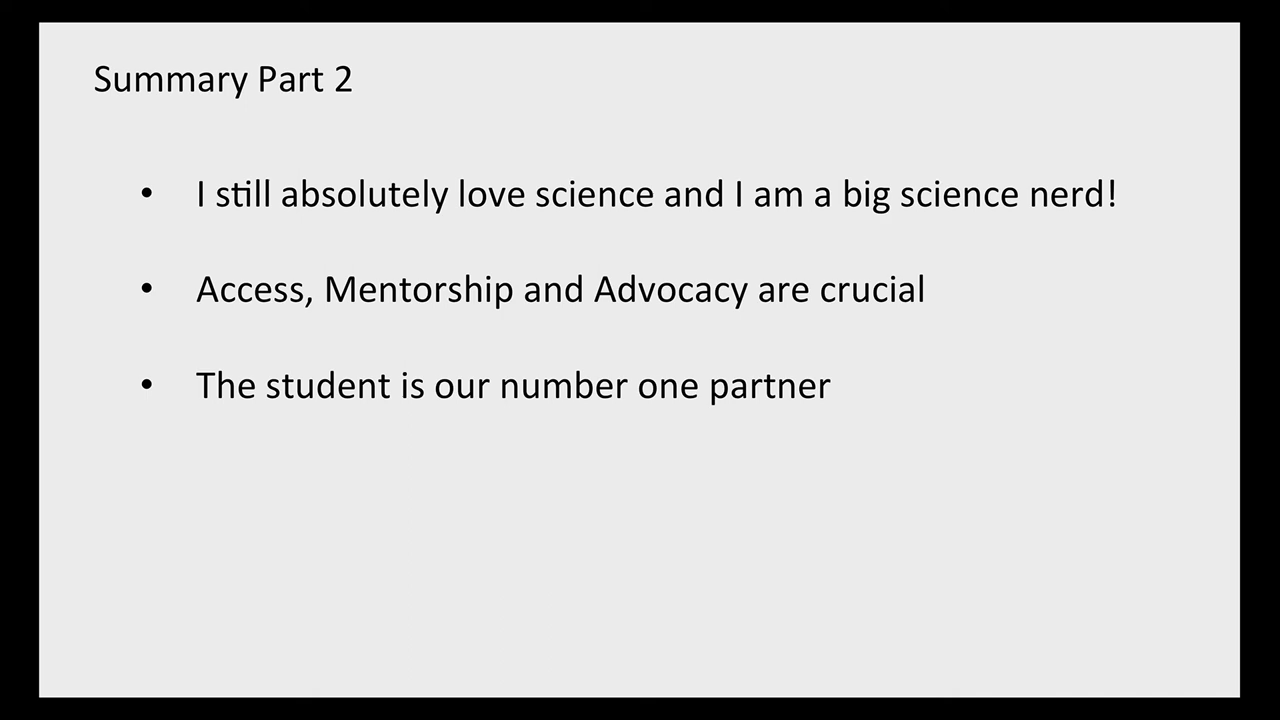 Summary Part 2
• I still absolutely love science and I am a big science nerd!
• Access, Mentorship and Advocacy are crucial
• The student is our number one partner